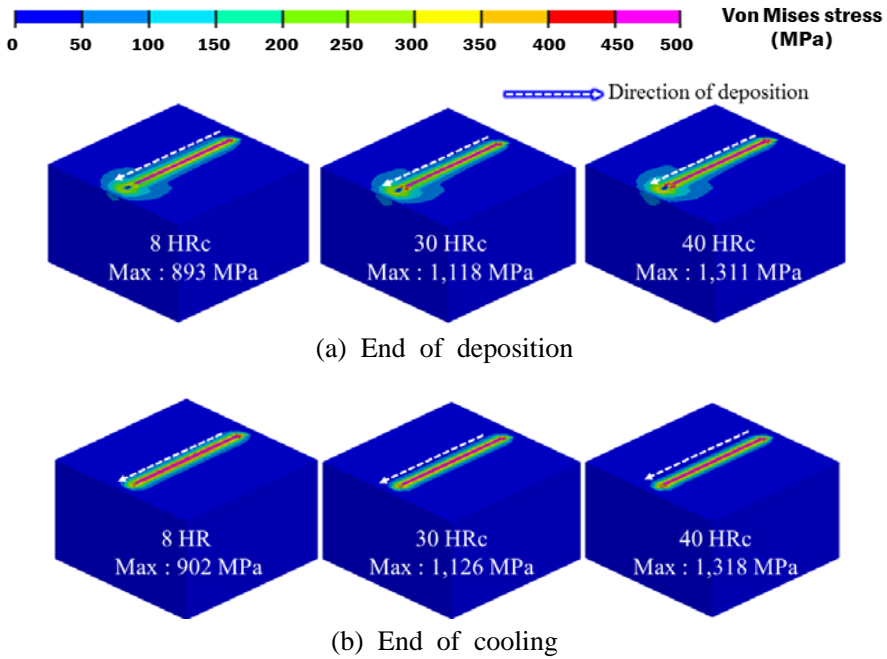 Von Mises stress
(MPa)
0 50 100 150 200 250 300 350 400 450 500
Direction of deposition
8 HRc
Max : 893 MPa
30 HRc
Max : 1,118 MPa
40 HRc
Max : 1,311 MPa
(a) End of deposition
8 HR
Max : 902 MPa
30 HRc
Max : 1,126 MPa
40 HRc
Max : 1,318 MPa
(b) End of cooling